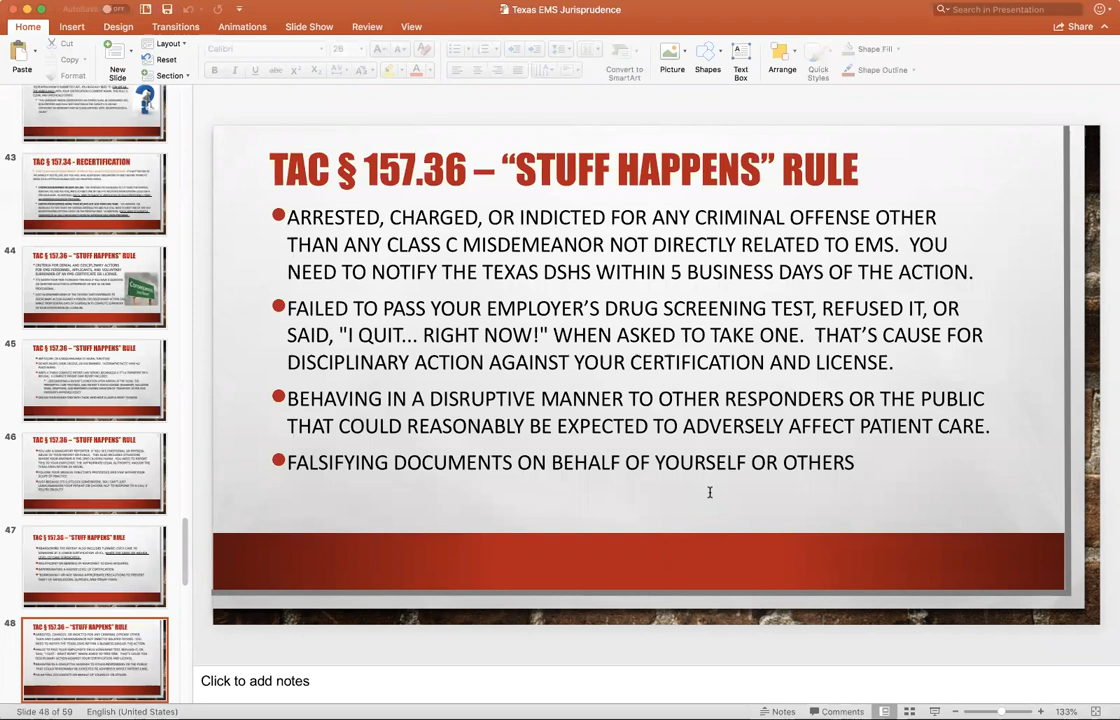 AutoSave OFF
Texas EMS Jurisprudence
Search in Presentation
Home Insert Design Transitions Animations Slide Show Review View Share
Paste Cut Copy Format New Slide Layout Reset Section Calibri 26 Convert to SmartArt Picture Shapes Text Box Arrange Quick Styles Shape Fill Shape Outline
43
TAC § 157.34 - RECERTIFICATION
44
TAC § 157.36 – “STUFF HAPPENS” RULE
45
TAC § 157.36 – “STUFF HAPPENS” RULE
46
TAC § 157.36 – “STUFF HAPPENS” RULE
47
TAC § 157.36 – “STUFF HAPPENS” RULE
48
TAC § 157.36 – “STUFF HAPPENS” RULE
TAC § 157.36 – “STUFF HAPPENS” RULE
ARRESTED, CHARGED, OR INDICTED FOR ANY CRIMINAL OFFENSE OTHER
THAN ANY CLASS C MISDEMEANOR NOT DIRECTLY RELATED TO EMS. YOU
NEED TO NOTIFY THE TEXAS DSHS WITHIN 5 BUSINESS DAYS OF THE ACTION.
FAILED TO PASS YOUR EMPLOYER’S DRUG SCREENING TEST, REFUSED IT, OR
SAID, "I QUIT... RIGHT NOW!" WHEN ASKED TO TAKE ONE. THAT’S CAUSE FOR
DISCIPLINARY ACTION AGAINST YOUR CERTIFICATION AND LICENSE.
BEHAVING IN A DISRUPTIVE MANNER TO OTHER RESPONDERS OR THE PUBLIC
THAT COULD REASONABLY BE EXPECTED TO ADVERSELY AFFECT PATIENT CARE.
FALSIFYING DOCUMENTS ON BEHALF OF YOURSELF OR OTHERS
Click to add notes
Slide 48 of 59 English (United States) Notes Comments 133%